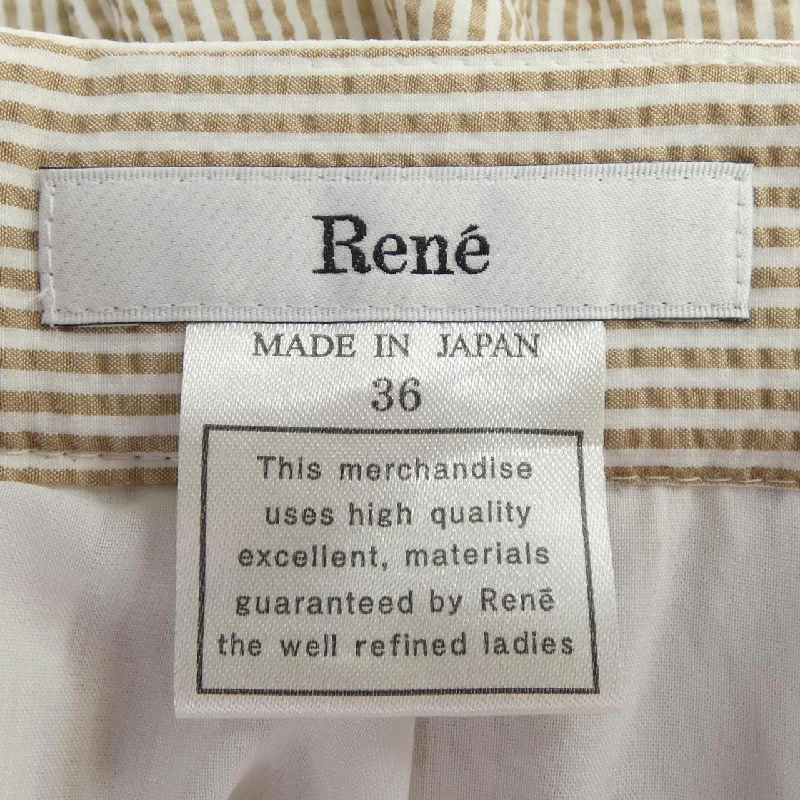 René
MADE IN JAPAN
36
This merchandise
uses high quality
excellent, materials
guaranteed by Renē
the well refined ladies